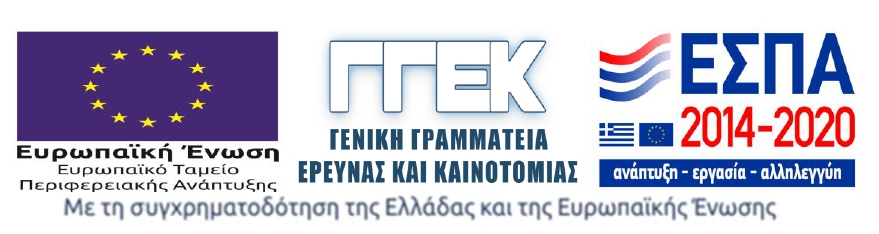 Ευρωπαϊκή Ένωση
Ευρωπαϊκό Ταμείο
Περιφερειακής Ανάπτυξης
ΓΓΕΚ
ΓΕΝΙΚΗ ΓΡΑΜΜΑΤΕΙΑ
ΕΡΕΥΝΑΣ ΚΑΙ ΚΑΙΝΟΤΟΜΙΑΣ
ΕΣΠΑ
2014-2020
ανάπτυξη - εργασία - αλληλεγγύη
Με τη συγχρηματοδότηση της Ελλάδας και της Ευρωπαϊκής Ένωσης